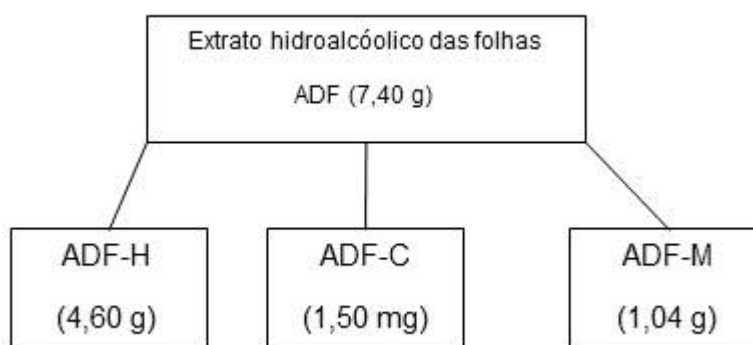 Extrato hidroalcóolico das folhas
ADF (7,40 g)
ADF-H
(4,60 g)
ADF-C
(1,50 mg)
ADF-M
(1,04 g)